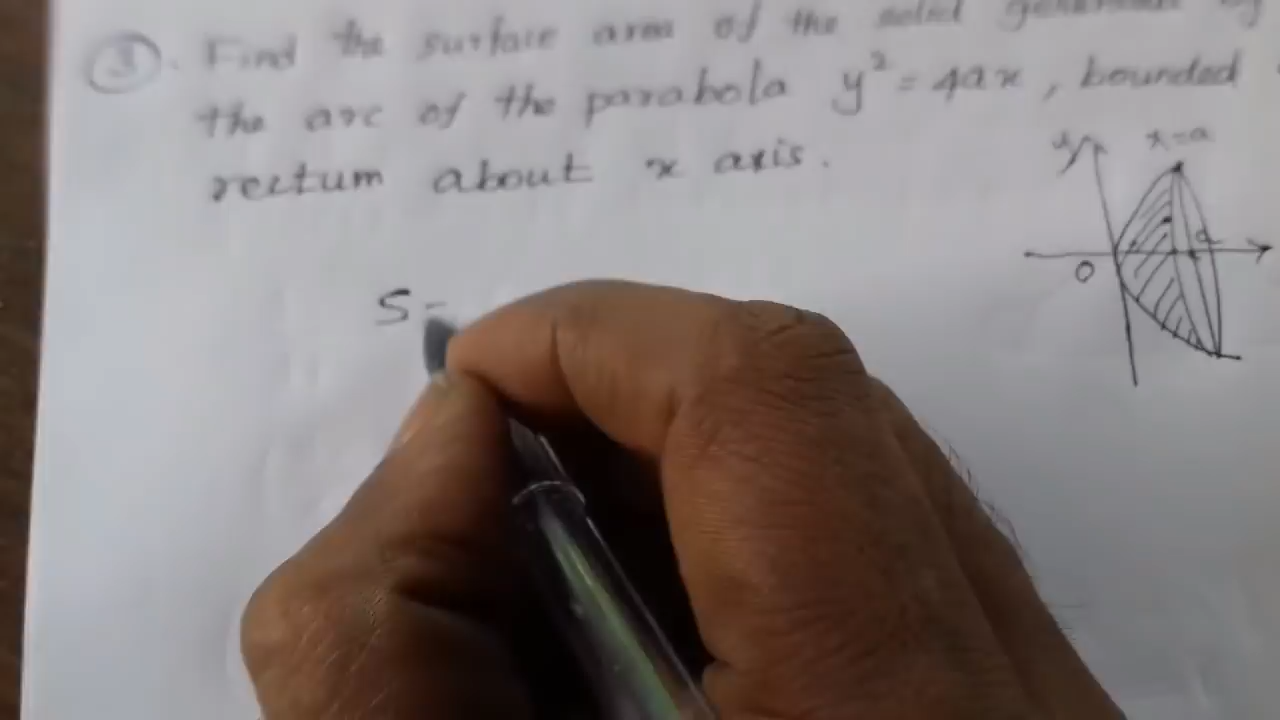 3. Find the surface area of the solid generated by
the arc of the parabola y² = 4ax, bounded
rectum about x axis.
y x=a
a
O
S =